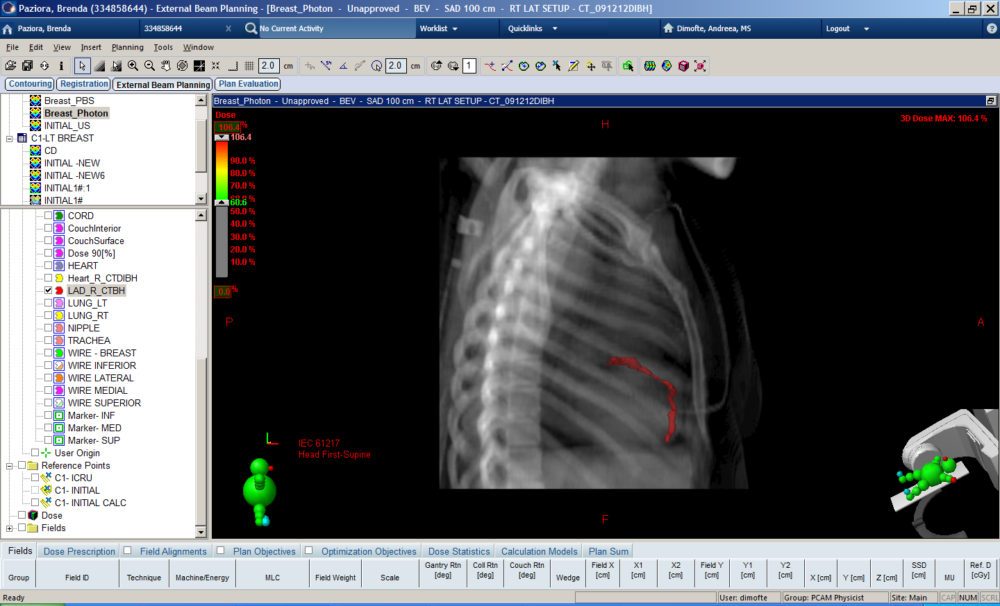 Paziora, Brenda (334858644) - External Beam Planning - [Breast_Photon - Unapproved - BEV - SAD 100 cm - RT LAT SETUP - CT_091212DIBH]
Paziora, Brenda 334858644 X No Current Activity Worklist Quicklinks Dimofte, Andreea, MS Logout ?
File Edit View Insert Planning Tools Window
2.0 cm 2.0 cm 1
Contouring Registration External Beam Planning Plan Evaluation
Breast_PBS
Breast_Photon
INITIAL_US
C1-LT BREAST
CD
INITIAL -NEW
INITIAL -NEW6
INITIAL1#:1
INITIAL1#
CORD
CouchInterior
CouchSurface
Dose 90[%]
HEART
Heart_R_CTDIBH
LAD_R_CTBH
LUNG_LT
LUNG_RT
NIPPLE
TRACHEA
WIRE - BREAST
WIRE INFERIOR
WIRE LATERAL
WIRE MEDIAL
WIRE SUPERIOR
Marker- INF
Marker- MED
Marker- SUP
User Origin
Reference Points
C1- ICRU
C1- INITIAL
C1- INITIAL CALC
Dose
Fields
Breast_Photon - Unapproved - BEV - SAD 100 cm - RT LAT SETUP - CT_091212DIBH
Dose
106.4 %
106.4
90.0 %
80.0 %
70.0 %
60.6
50.0 %
40.0 %
30.0 %
20.0 %
10.0 %
0.0 %
H
3D Dose MAX: 106.4 %
P
A
IEC 61217
Head First-Supine
F
Fields Dose Prescription Field Alignments Plan Objectives Optimization Objectives Dose Statistics Calculation Models Plan Sum
Group Field ID Technique Machine/Energy MLC Field Weight Scale Gantry Rtn [deg] Coll Rtn [deg] Couch Rtn [deg] Wedge Field X [cm] X1 [cm] X2 [cm] Field Y [cm] Y1 [cm] Y2 [cm] X [cm] Y [cm] Z [cm] SSD [cm] MU Ref. D [cGy]
Ready User: dimofte Group: PCAM Physicist Site: Main CAP NUM SCRL